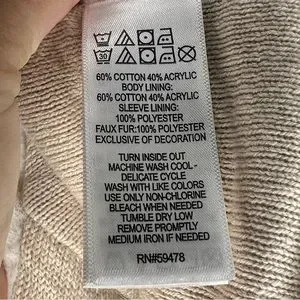 30
60% COTTON 40% ACRYLIC
BODY LINING:
60% COTTON 40% ACRYLIC
SLEEVE LINING:
100% POLYESTER
FAUX FUR:100% POLYESTER
EXCLUSIVE OF DECORATION
TURN INSIDE OUT
MACHINE WASH COOL-
DELICATE CYCLE
WASH WITH LIKE COLORS
USE ONLY NON-CHLORINE
BLEACH WHEN NEEDED
TUMBLE DRY LOW
REMOVE PROMPTLY
MEDIUM IRON IF NEEDED
RN#59478